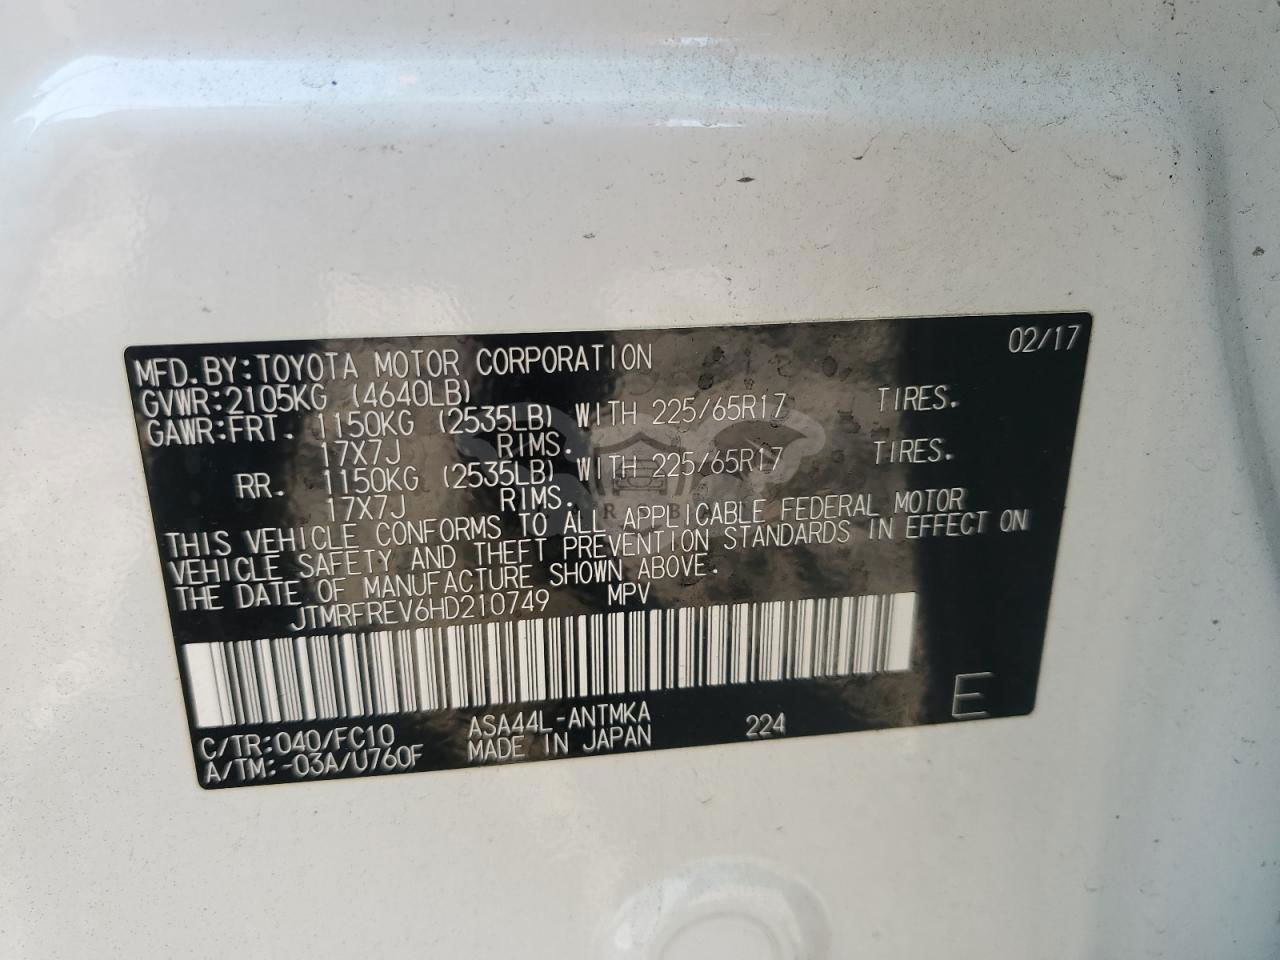 02/17
MFD.BY:TOYOTA MOTOR CORPORATION
GVWR:2105KG (4640LB)
GAWR:FRT. 1150KG (2535LB) WITH 225/65R17 TIRES.
17X7J RIMS.
RR. 1150KG (2535LB) WITH 225/65R17 TIRES.
17X7J RIMS.
THIS VEHICLE CONFORMS TO ALL APPLICABLE FEDERAL MOTOR
VEHICLE SAFETY AND THEFT PREVENTION STANDARDS IN EFFECT ON
THE DATE OF MANUFACTURE SHOWN ABOVE.
JTMRFREV6HD210749 MPV
E
C/TR:040/FC10 ASA44L-ANTMKA 224
A/TM:-03A/U760F MADE IN JAPAN